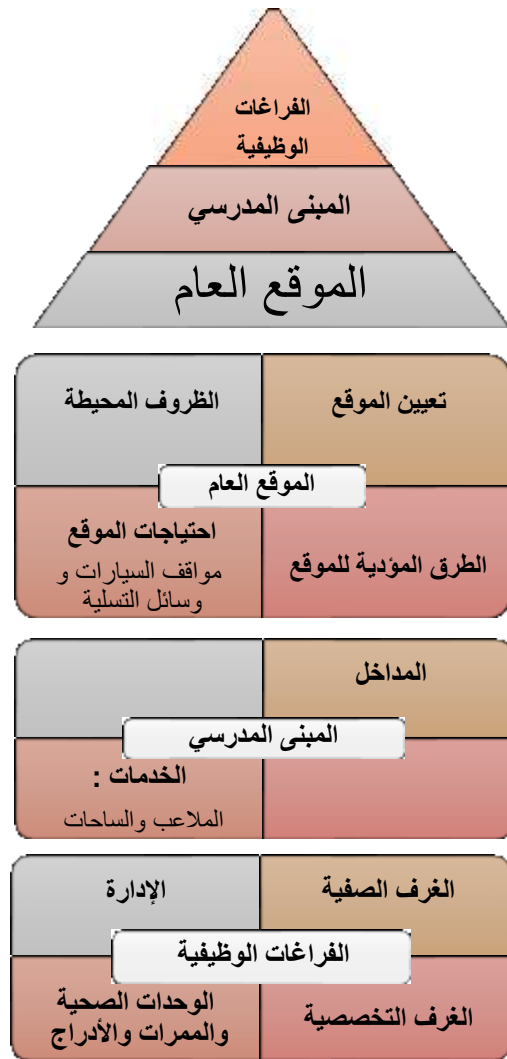 الفراغات
الوظيفية
المبنى المدرسي
الموقع العام
تعيين الموقع
الظروف المحيطة
الموقع العام
الطرق المؤدية للموقع
احتياجات الموقع
مواقف السيارات و
وسائل التسلية
المداخل
المبنى المدرسي
الخدمات :
الملاعب والساحات
الغرف الصفية
الإدارة
الفراغات الوظيفية
الغرف التخصصية
الوحدات الصحية
والممرات والأدراج